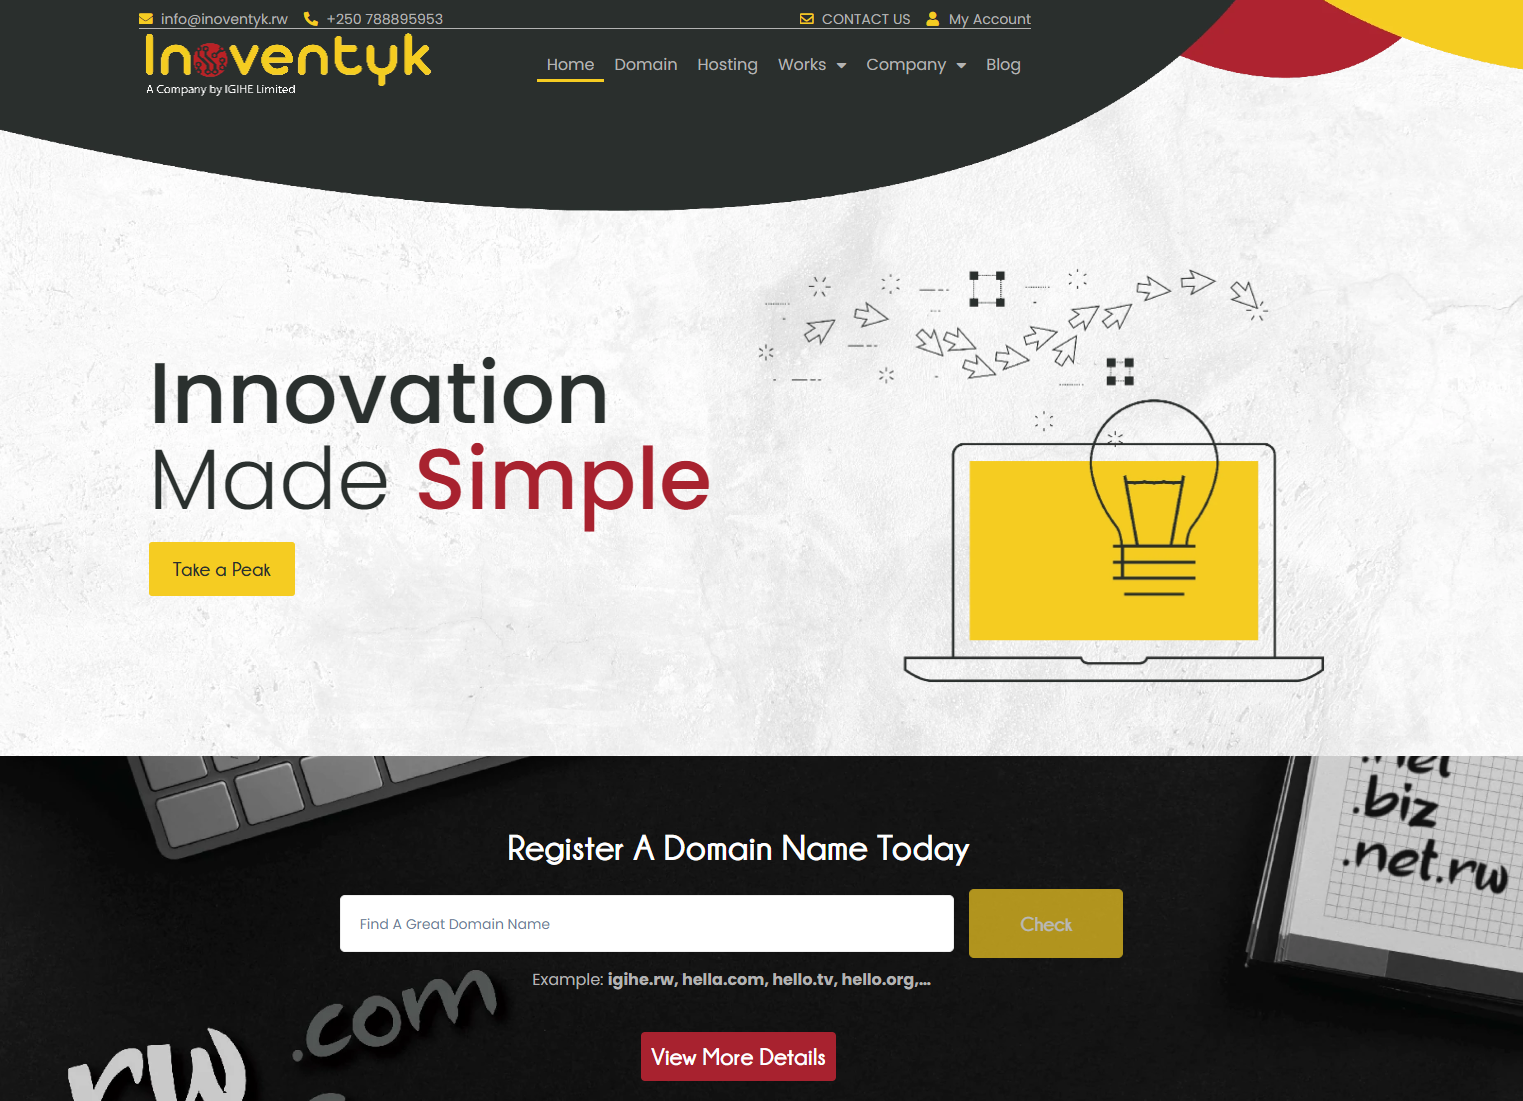 info@inoventyk.rw +250 788895953 CONTACT US My Account
Inoventyk
A Company by IGIHE Limited
Home Domain Hosting Works Company Blog
Innovation
Made Simple
Take a Peak
.net
.biz
.net.rw
Register A Domain Name Today
Find A Great Domain Name
Check
Example: igihe.rw, hella.com, hello.tv, hello.org,...
.com
rw
View More Details